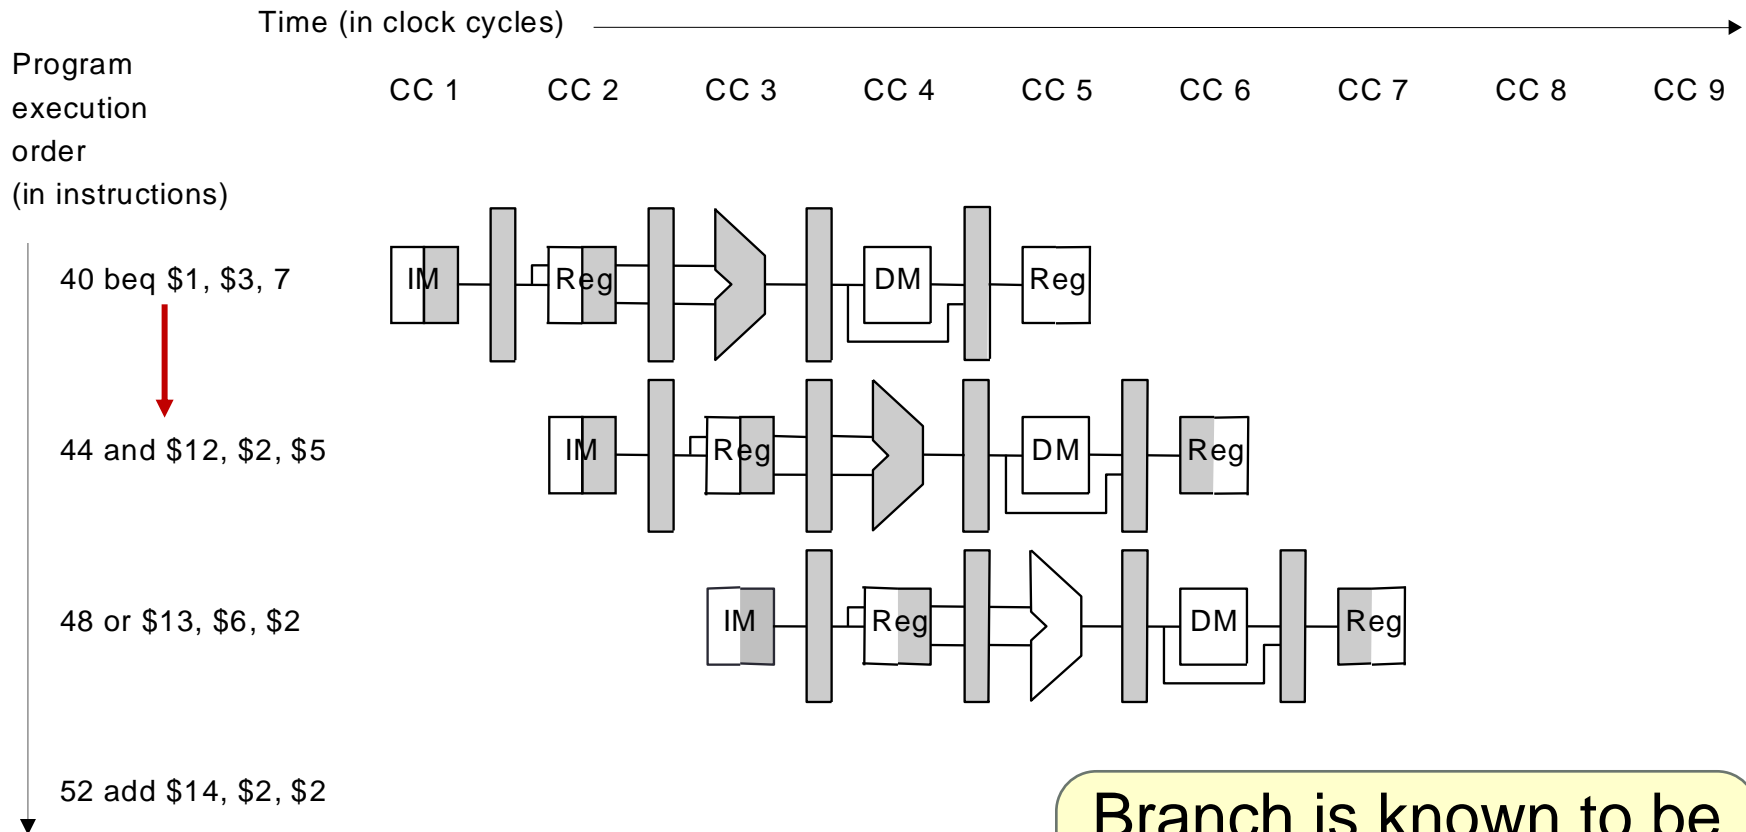 Time (in clock cycles)
Program
execution
order
(in instructions)
CC 1 CC 2 CC 3 CC 4 CC 5 CC 6 CC 7 CC 8 CC 9
40 beq $1, $3, 7
IM Reg DM Reg
44 and $12, $2, $5
IM Reg DM Reg
48 or $13, $6, $2
IM Reg DM Reg
52 add $14, $2, $2
Branch is known to be